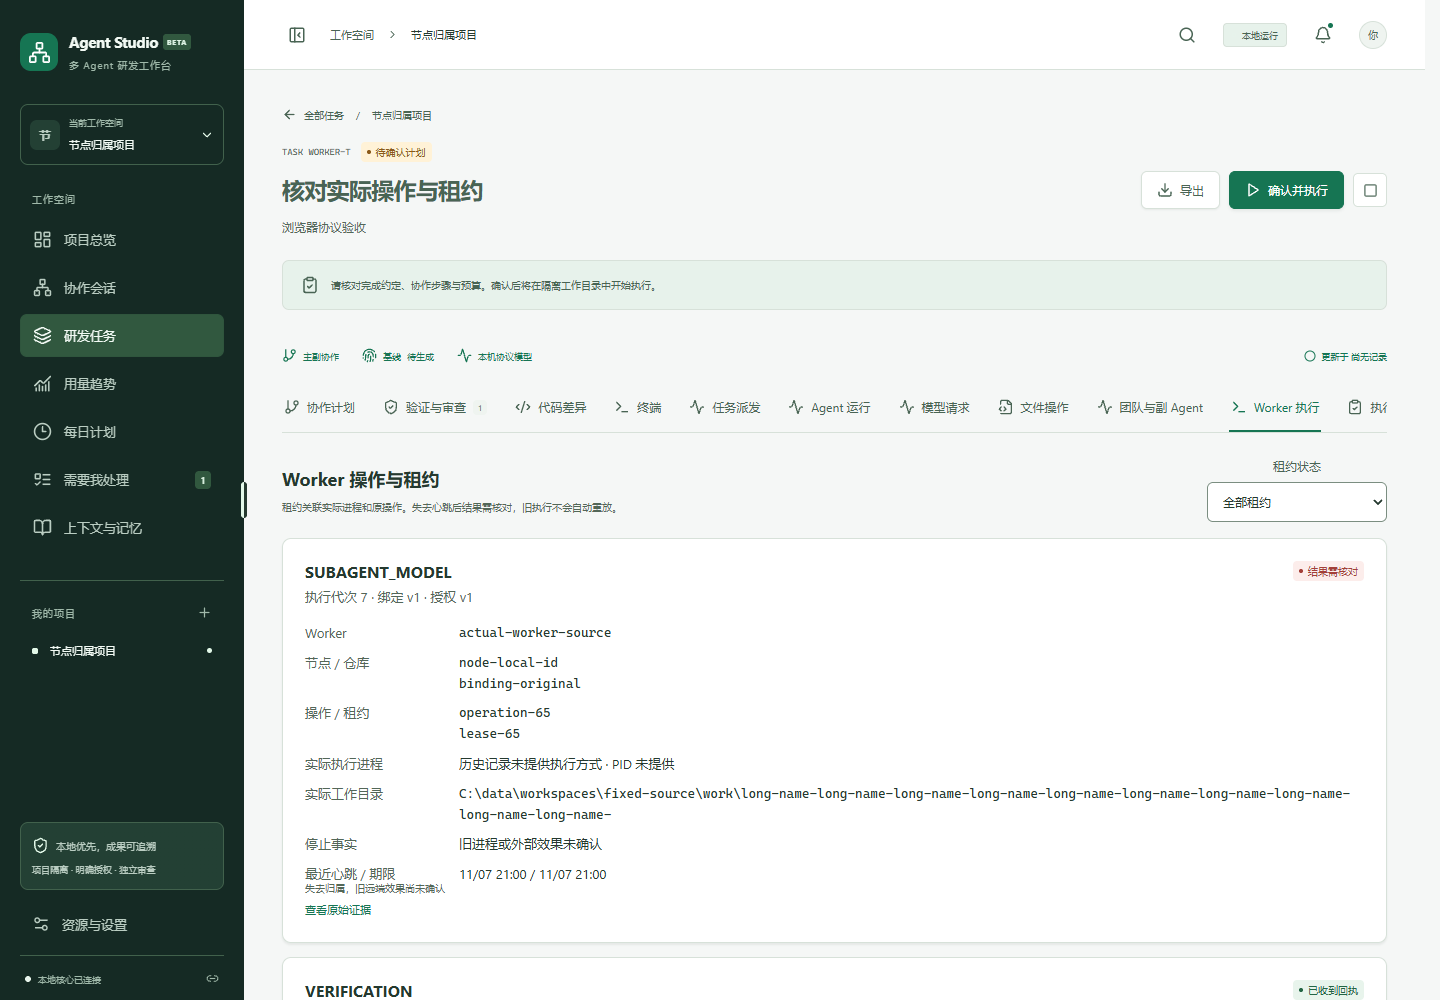 Agent Studio BETA
多 Agent 研发工作台
节
当前工作空间
节点归属项目
工作空间
项目总览
协作会话
研发任务
用量趋势
每日计划
需要我处理 1
上下文与记忆
我的项目
节点归属项目
本地优先，成果可追溯
项目隔离 · 明确授权 · 独立审查
资源与设置
本地核心已连接
工作空间 节点归属项目
本地运行
你
全部任务 / 节点归属项目
TASK WORKER-T 待确认计划
核对实际操作与租约
浏览器协议验收
导出
确认并执行
请核对完成约定、协作步骤与预算。确认后将在隔离工作目录中开始执行。
主副协作 基线 待生成 本机协议模型
更新于 尚无记录
协作计划 验证与审查 1 代码差异 终端 任务派发 Agent 运行 模型请求 文件操作 团队与副 Agent Worker 执行 执行
Worker 操作与租约
租约关联实际进程和原操作。失去心跳后结果需核对，旧执行不会自动重放。
租约状态
全部租约
SUBAGENT_MODEL
结果需核对
执行代次 7 · 绑定 v1 · 授权 v1
Worker actual-worker-source
节点 / 仓库 node-local-id
binding-original
操作 / 租约 operation-65
lease-65
实际执行进程 历史记录未提供执行方式 · PID 未提供
实际工作目录 C:\data\workspaces\fixed-source\work\long-name-long-name-long-name-long-name-long-name-long-name-long-name-long-name-
long-name-long-name-
停止事实 旧进程或外部效果未确认
最近心跳 / 期限 11/07 21:00 / 11/07 21:00
失去归属，旧远端效果尚未确认
查看原始证据
VERIFICATION
已收到回执